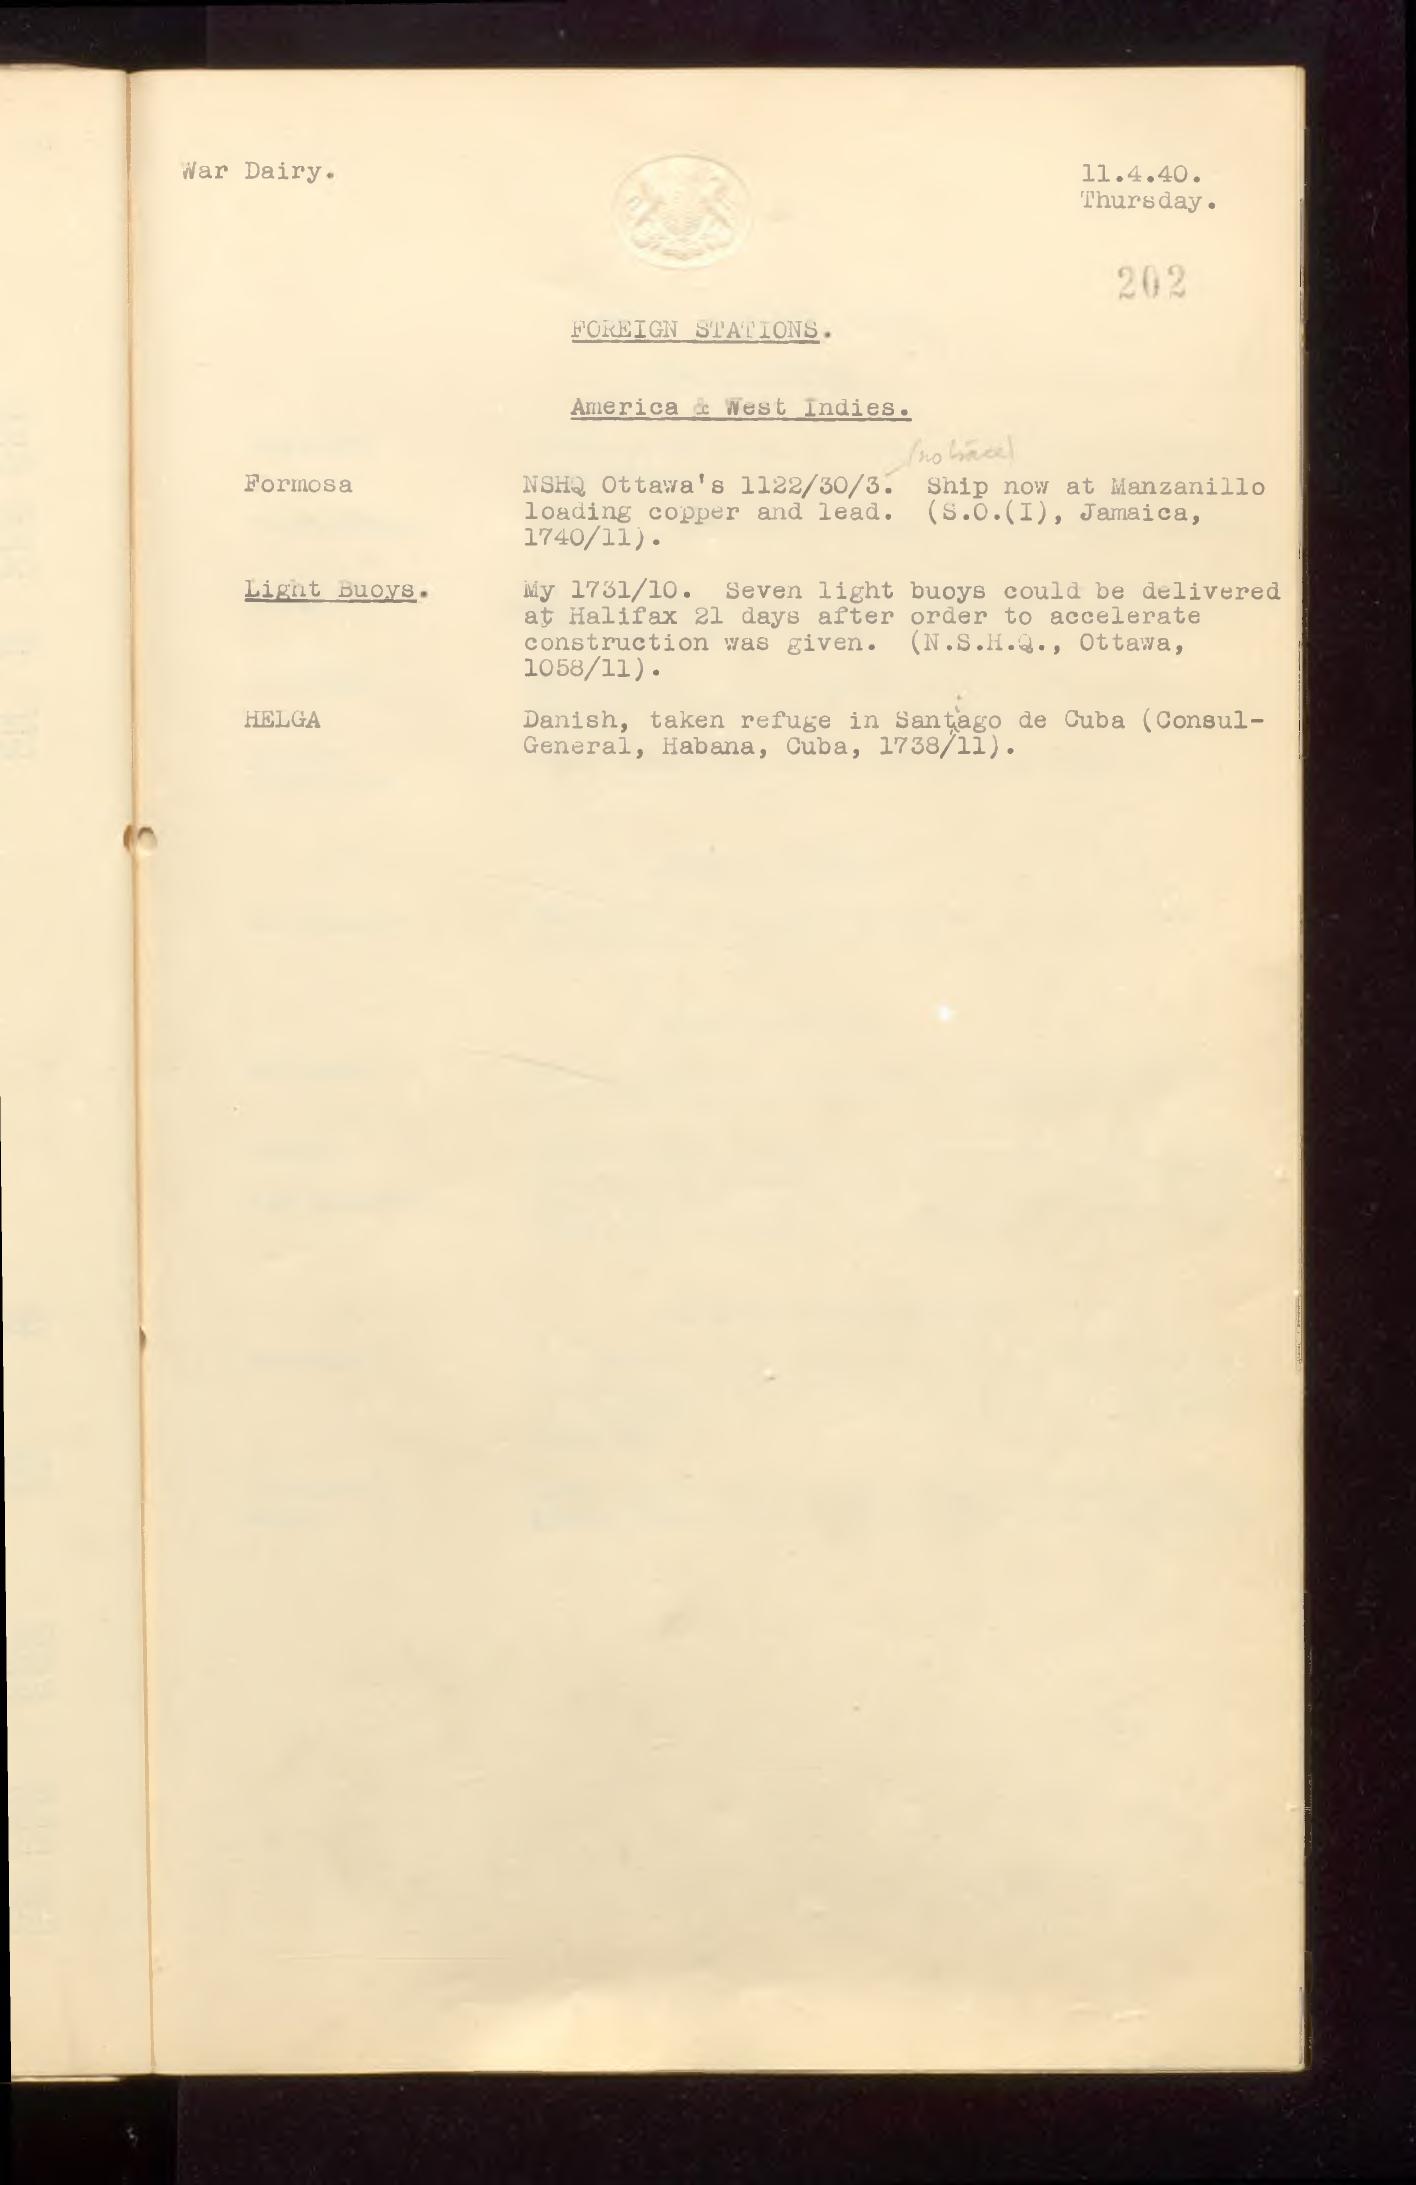 War Dairy.
11.4.40.
Thursday.
202
FOREIGN STATIONS.
America & West Indies.
(no trace)
Formosa NSHQ Ottawa's 1122/30/3. Ship now at Manzanillo
loading copper and lead. (S.O.(I), Jamaica,
1740/11).
Light Buoys. My 1731/10. Seven light buoys could be delivered
at Halifax 21 days after order to accelerate
construction was given. (N.S.H.Q., Ottawa,
1058/11).
HELGA Danish, taken refuge in Santiago de Cuba (Consul-
General, Habana, Cuba, 1738/11).